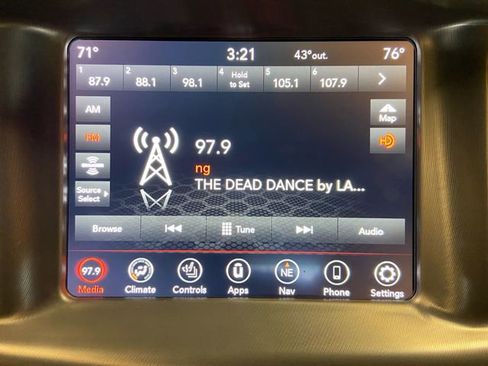 71° 3:21 43°out. 76°
1 2 3 4 5 6
87.9 88.1 98.1 Hold to Set 105.1 107.9
AM
Map
FM
97.9
HD
ng
Source Select
THE DEAD DANCE by LA...
Browse Tune Audio
97.9 NE
Media Climate Controls Apps Nav Phone Settings